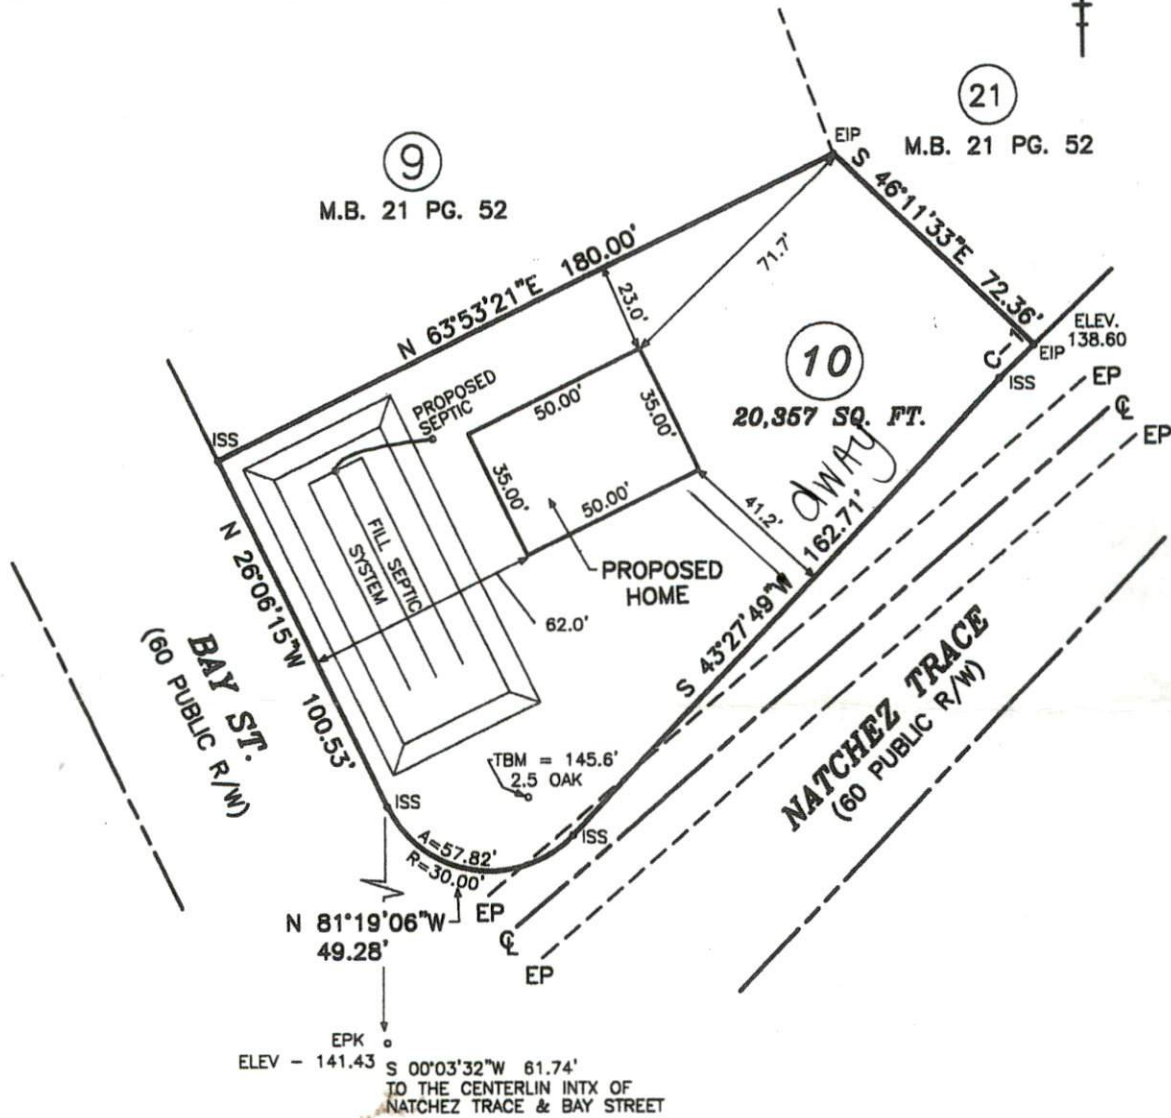 21
M.B. 21 PG. 52
9
M.B. 21 PG. 52
EIP
S 46°11'33"E 72.36'
N 63°53'21"E 180.00'
71.7'
23.0'
ELEV.
138.60
EIP
C-1
ISS
10
20,357 SQ. FT.
dWAY
EP
℄
EP
ISS
PROPOSED
SEPTIC
50.00'
35.00'
35.00'
50.00'
41.2'
FILL SEPTIC
SYSTEM
PROPOSED
HOME
62.0'
N 26°06'15"W 100.53'
S 43°27'49"W 162.71'
BAY ST.
(60 PUBLIC R/W)
NATCHEZ TRACE
(60 PUBLIC R/W)
TBM = 145.6'
2.5 OAK
ISS
ISS
A=57.82'
R=30.00'
N 81°19'06"W
49.28'
EP
℄
EP
EPK
ELEV - 141.43
S 00°03'32"W 61.74'
TO THE CENTERLIN INTX OF
NATCHEZ TRACE & BAY STREET